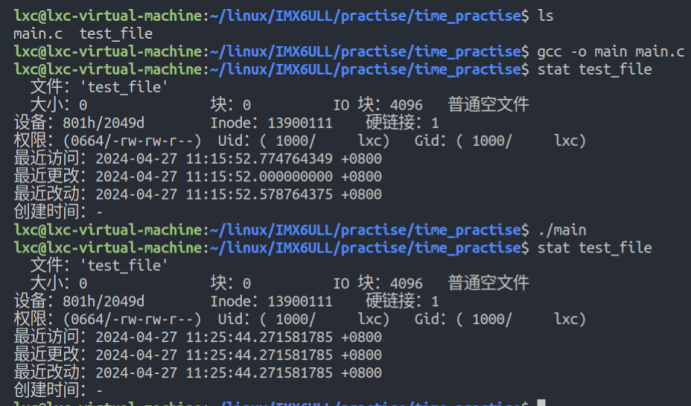 lxc@lxc-virtual-machine:~/linux/IMX6ULL/practise/time_practise$ ls
main.c  test_file
lxc@lxc-virtual-machine:~/linux/IMX6ULL/practise/time_practise$ gcc -o main main.c
lxc@lxc-virtual-machine:~/linux/IMX6ULL/practise/time_practise$ stat test_file
  文件：'test_file'
  大小：0               块：0          IO 块：4096   普通空文件
设备：801h/2049d        Inode：13900111    硬链接：1
权限：(0664/-rw-rw-r--)  Uid：( 1000/     lxc)   Gid：( 1000/     lxc)
最近访问：2024-04-27 11:15:52.774764349 +0800
最近更改：2024-04-27 11:15:52.000000000 +0800
最近改动：2024-04-27 11:15:52.578764375 +0800
创建时间：-
lxc@lxc-virtual-machine:~/linux/IMX6ULL/practise/time_practise$ ./main
lxc@lxc-virtual-machine:~/linux/IMX6ULL/practise/time_practise$ stat test_file
  文件：'test_file'
  大小：0               块：0          IO 块：4096   普通空文件
设备：801h/2049d        Inode：13900111    硬链接：1
权限：(0664/-rw-rw-r--)  Uid：( 1000/     lxc)   Gid：( 1000/     lxc)
最近访问：2024-04-27 11:25:44.271581785 +0800
最近更改：2024-04-27 11:25:44.271581785 +0800
最近改动：2024-04-27 11:25:44.271581785 +0800
创建时间：-
lxc@lxc-virtual-machine:~/linux/IMX6ULL/practise/time_practise$